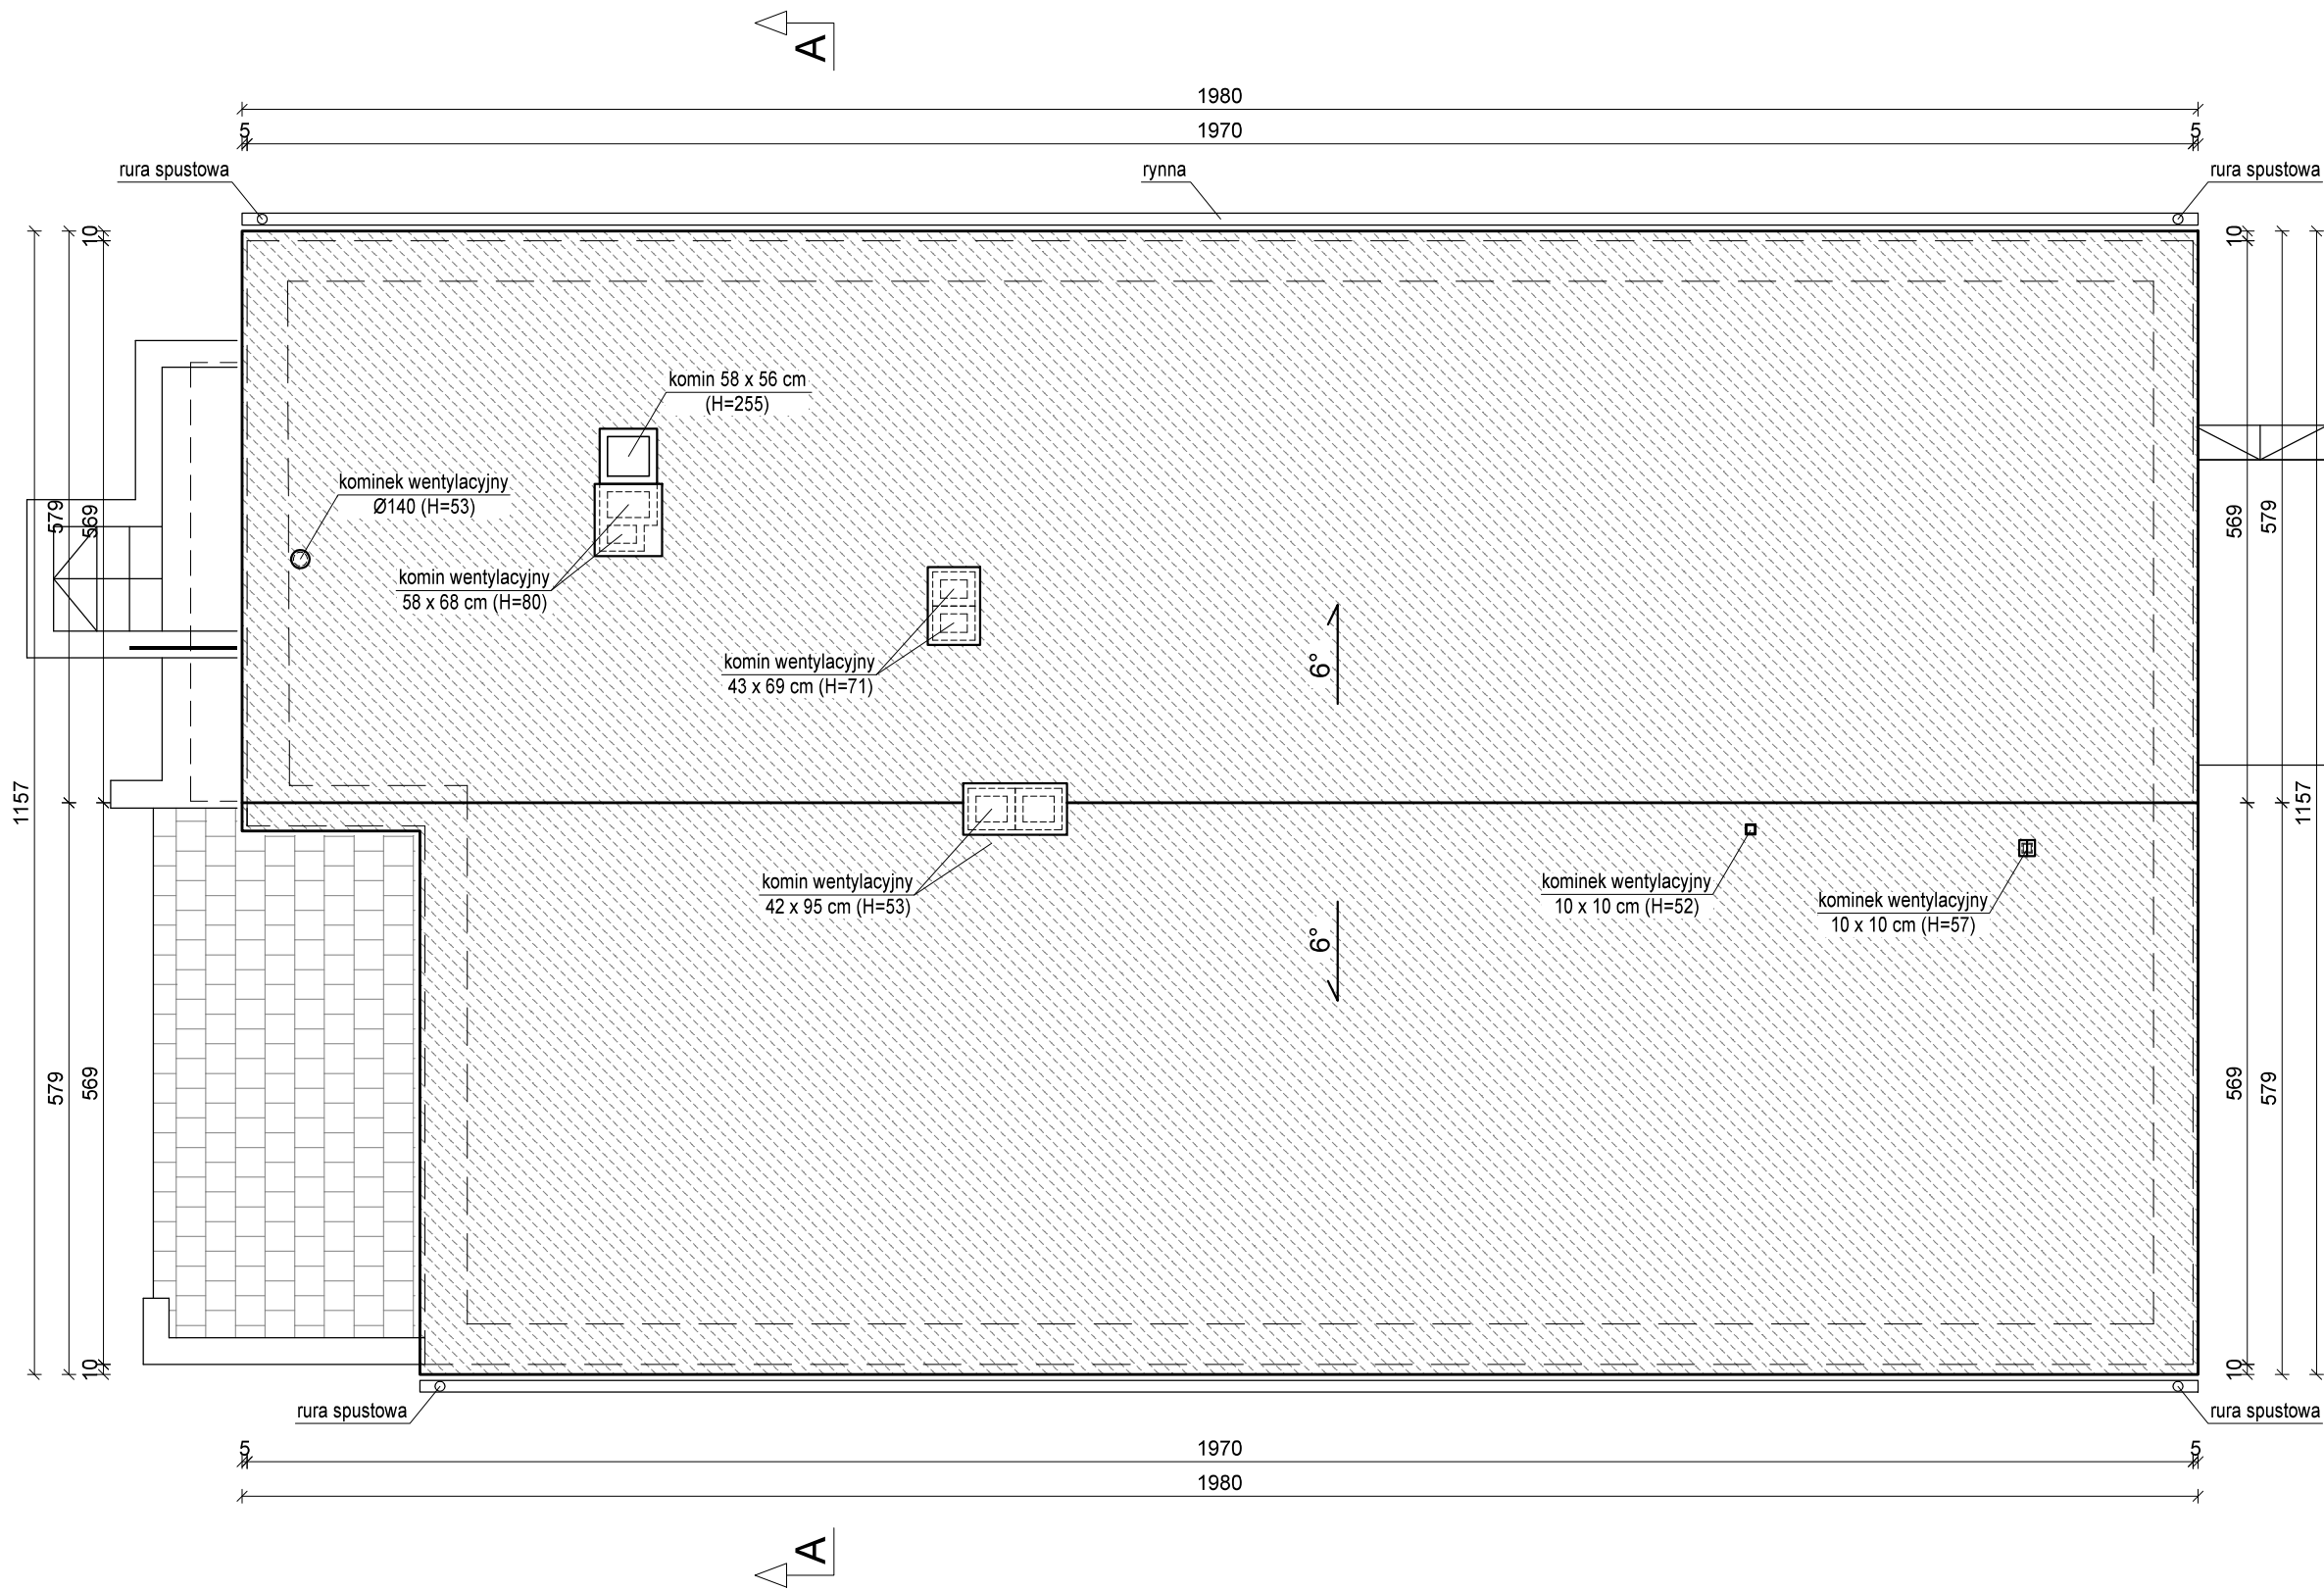 A
1980
5
1970
5
rura spustowa
rynna
rura spustowa
10
10
komin 58 x 56 cm
(H=255)
kominek wentylacyjny
Ø140 (H=53)
579
569
569
579
komin wentylacyjny
58 x 68 cm (H=80)
komin wentylacyjny
43 x 69 cm (H=71)
6°
1157
1157
komin wentylacyjny
42 x 95 cm (H=53)
kominek wentylacyjny
10 x 10 cm (H=52)
kominek wentylacyjny
10 x 10 cm (H=57)
6°
579
569
569
579
10
10
rura spustowa
rura spustowa
5
1970
5
1980
A